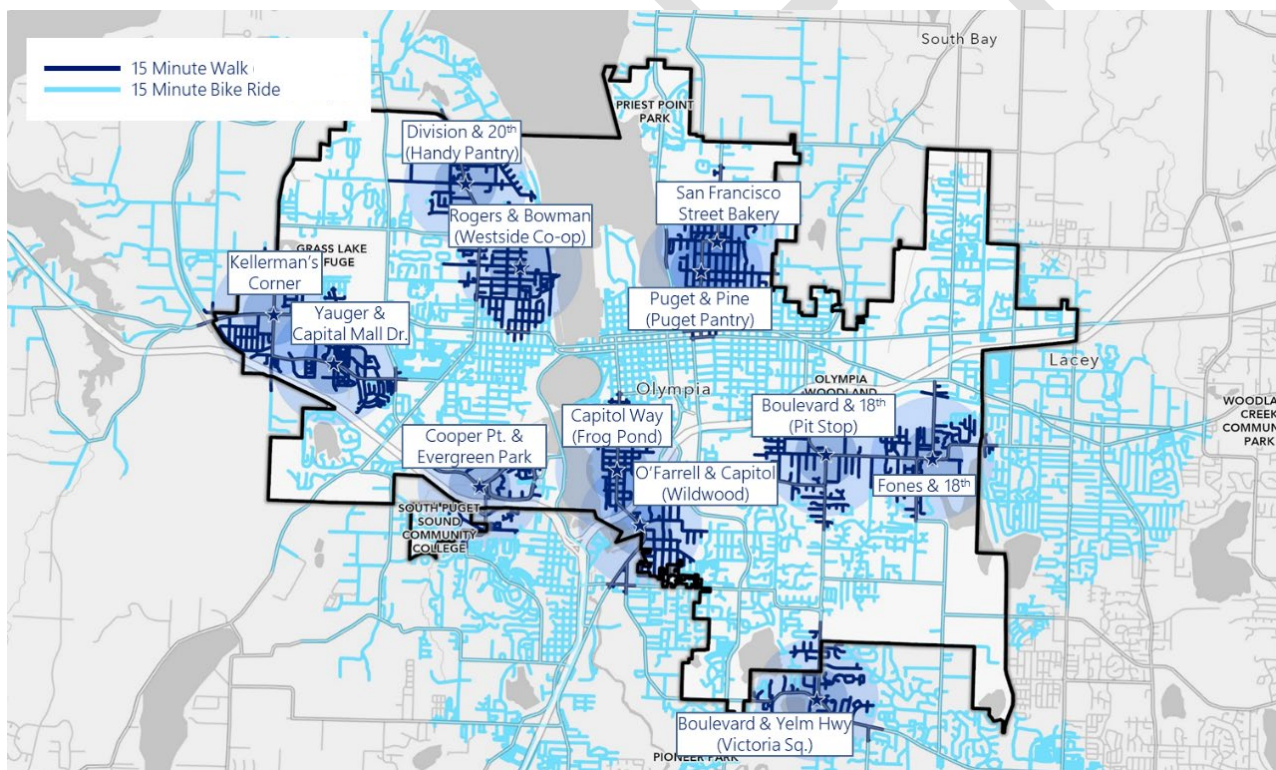 South Bay
15 Minute Walk
15 Minute Bike Ride
PRIEST POINT
PARK
Division & 20th
(Handy Pantry)
San Francisco
Street Bakery
Rogers & Bowman
(Westside Co-op)
GRASS LAKE
FUGE
Kellerman's
Corner
Yauger &
Capital Mall Dr.
Puget & Pine
(Puget Pantry)
Lacey
Olympia
OLYMPIA
WOODLAND
WOODLA
CREEK
COMMUN
PARK
Capitol Way
(Frog Pond)
Boulevard & 18th
(Pit Stop)
Cooper Pt. &
Evergreen Park
O'Farrell & Capitol
(Wildwood)
Fones & 18th
SOUTH PUGET
SOUND
COMMUNITY
COLLEGE
Boulevard & Yelm Hwy
(Victoria Sq.)
PIONEER PARK